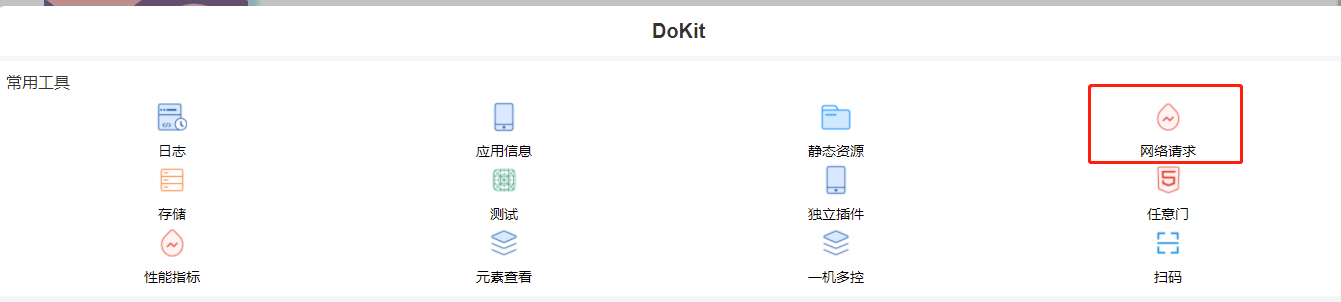 DoKit
常用工具
日志 应用信息 静态资源 网络请求
存储 测试 独立插件 任意门
性能指标 元素查看 一机多控 扫码